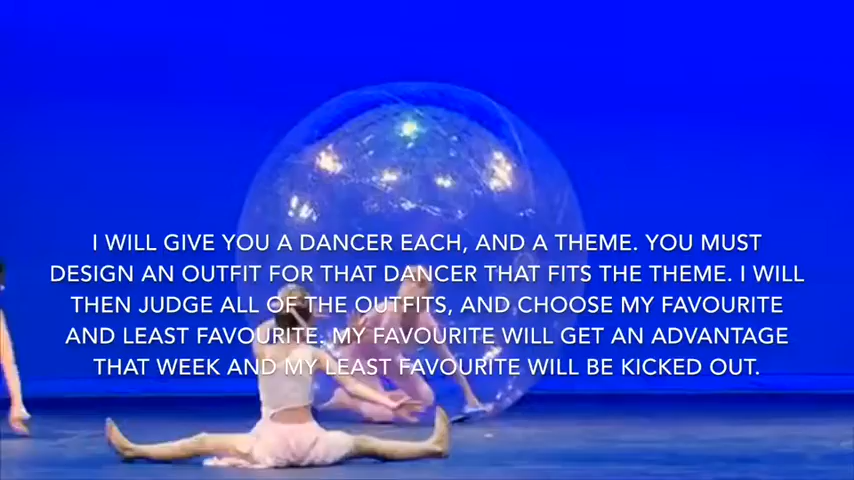 I WILL GIVE YOU A DANCER EACH, AND A THEME. YOU MUST
DESIGN AN OUTFIT FOR THAT DANCER THAT FITS THE THEME. I WILL
THEN JUDGE ALL OF THE OUTFITS, AND CHOOSE MY FAVOURITE
AND LEAST FAVOURITE. MY FAVOURITE WILL GET AN ADVANTAGE
THAT WEEK AND MY LEAST FAVOURITE WILL BE KICKED OUT.